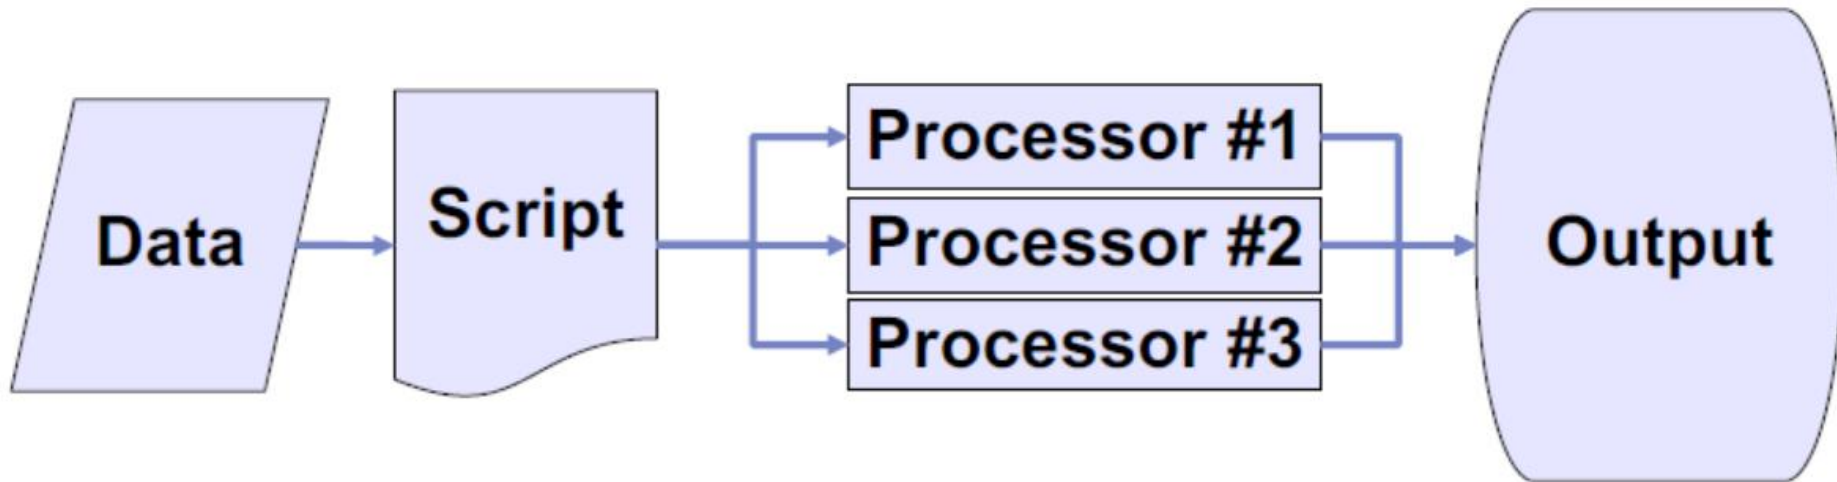 Data
Script
Processor #1
Processor #2
Processor #3
Output